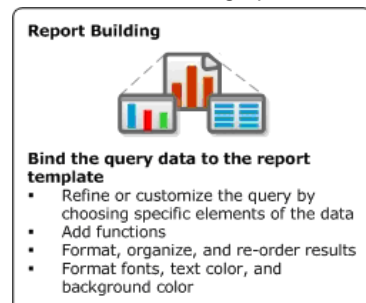 Report Building
Bind the query data to the report
template
▪ Refine or customize the query by
choosing specific elements of the data
▪ Add functions
▪ Format, organize, and re-order results
▪ Format fonts, text color, and
background color